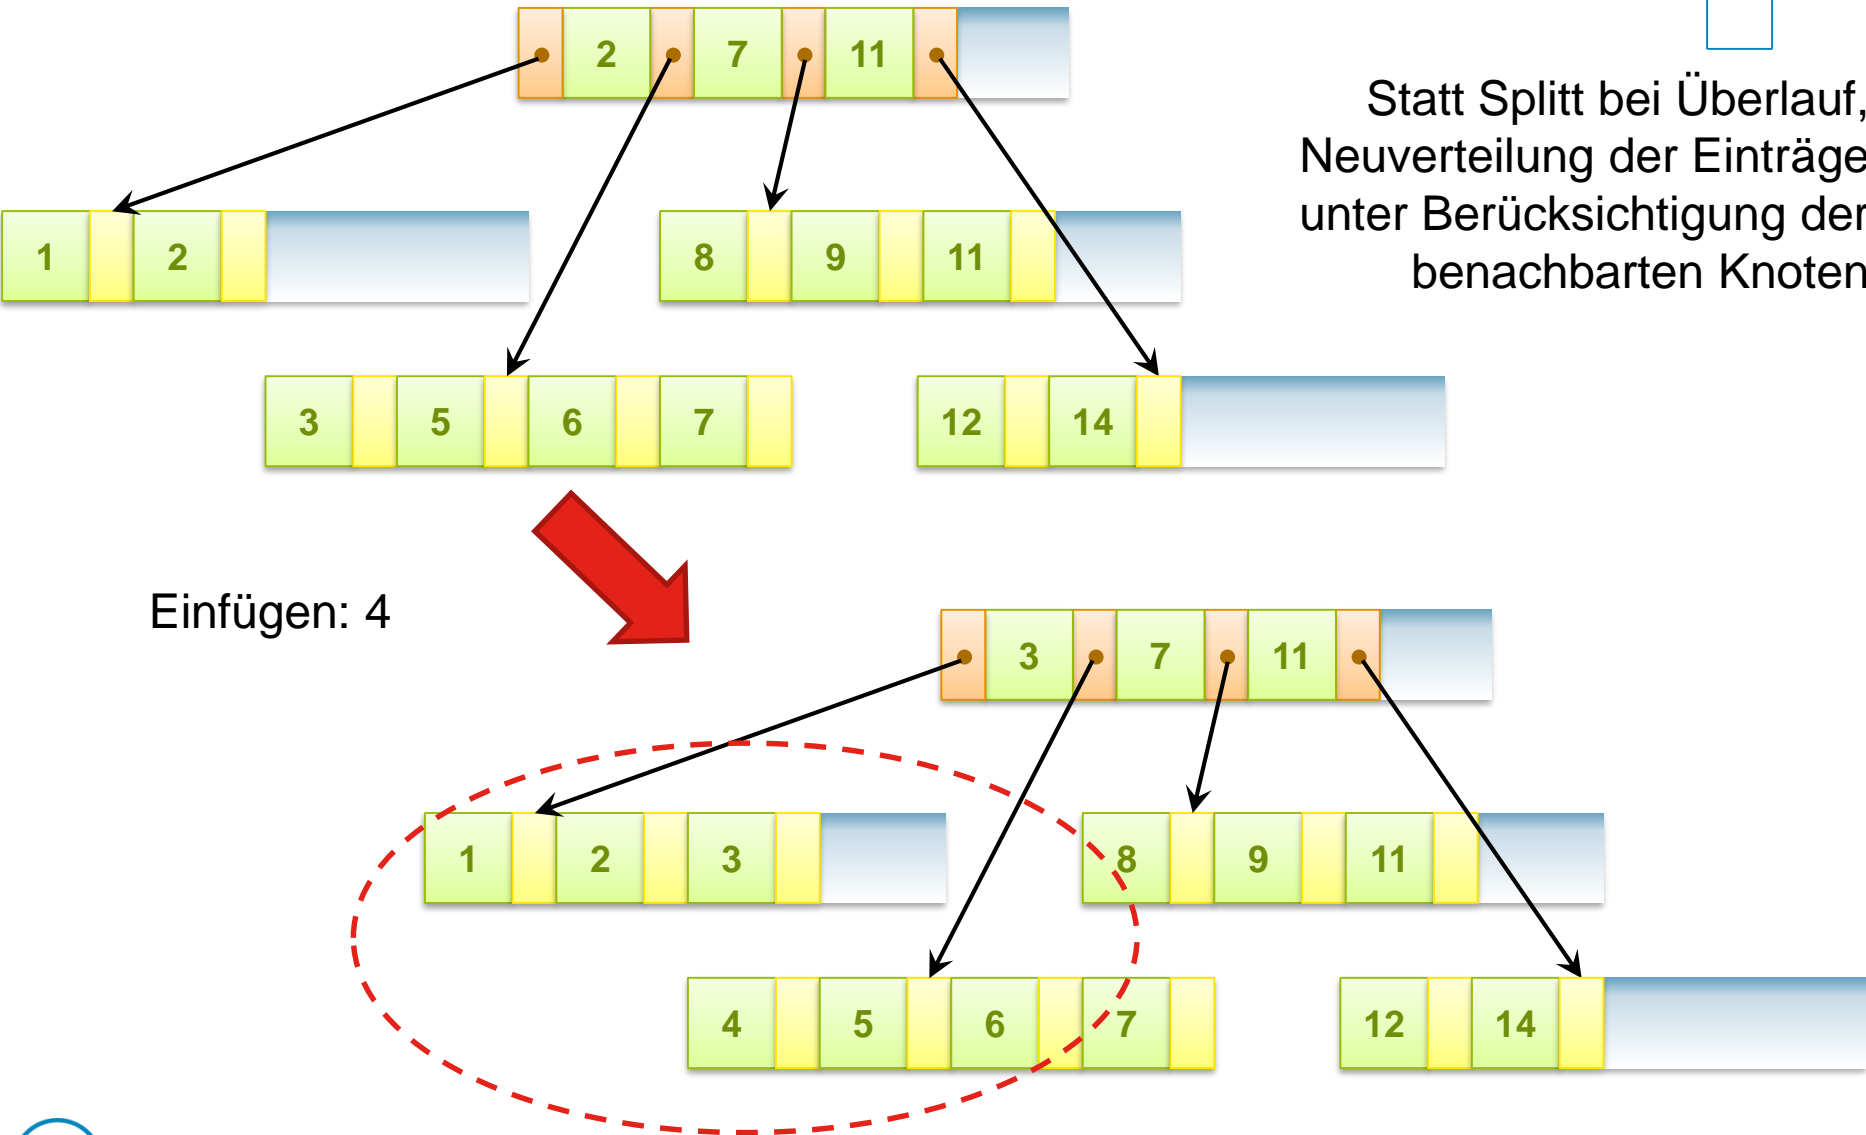 2 7 11
Statt Splitt bei Überlauf,
Neuverteilung der Einträge
unter Berücksichtigung der
benachbarten Knoten
1 2
8 9 11
3 5 6 7
12 14
Einfügen: 4
3 7 11
1 2 3
8 9 11
4 5 6 7
12 14